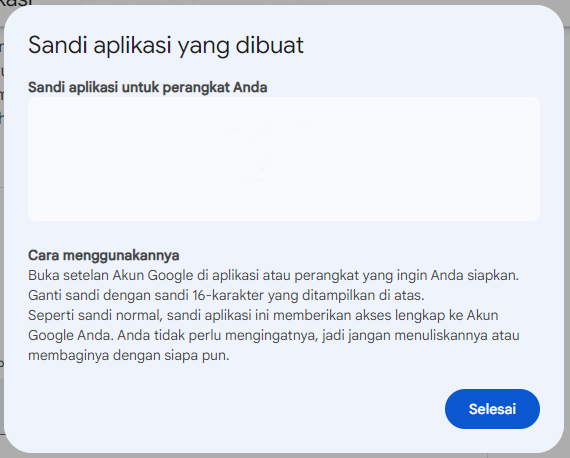 Sandi aplikasi yang dibuat
Sandi aplikasi untuk perangkat Anda
Cara menggunakannya
Buka setelan Akun Google di aplikasi atau perangkat yang ingin Anda siapkan.
Ganti sandi dengan sandi 16-karakter yang ditampilkan di atas.
Seperti sandi normal, sandi aplikasi ini memberikan akses lengkap ke Akun
Google Anda. Anda tidak perlu mengingatnya, jadi jangan menuliskannya atau
membaginya dengan siapa pun.
Selesai